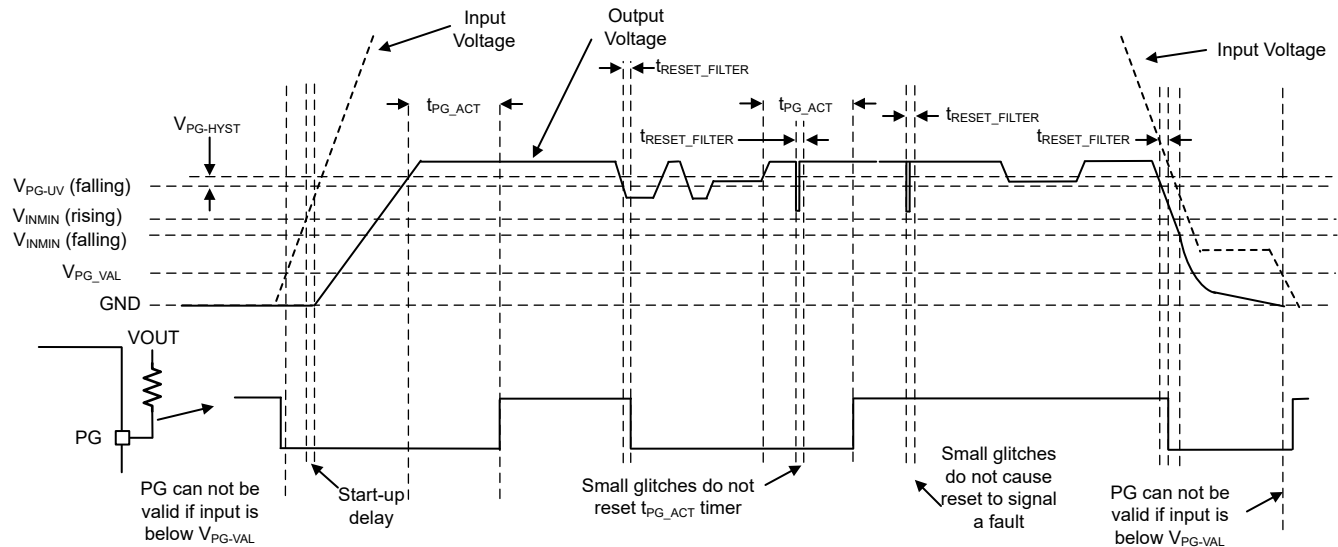 Input
Voltage
Output
Voltage
Input Voltage
tRESET_FILTER
tPG_ACT
tPG_ACT
VPG-HYST
tRESET_FILTER
tRESET_FILTER
tRESET_FILTER
VPG-UV (falling)
VINMIN (rising)
VINMIN (falling)
VPG_VAL
GND
VOUT
PG
PG can not be
valid if input is
below VPG-VAL
Start-up
delay
Small glitches do not
reset tPG_ACT timer
Small glitches
do not cause
reset to signal
a fault
PG can not be
valid if input is
below VPG-VAL